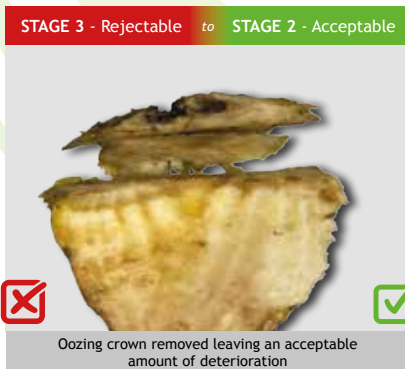 STAGE 3 - Rejectable to STAGE 2 - Acceptable
Oozing crown removed leaving an acceptable
amount of deterioration